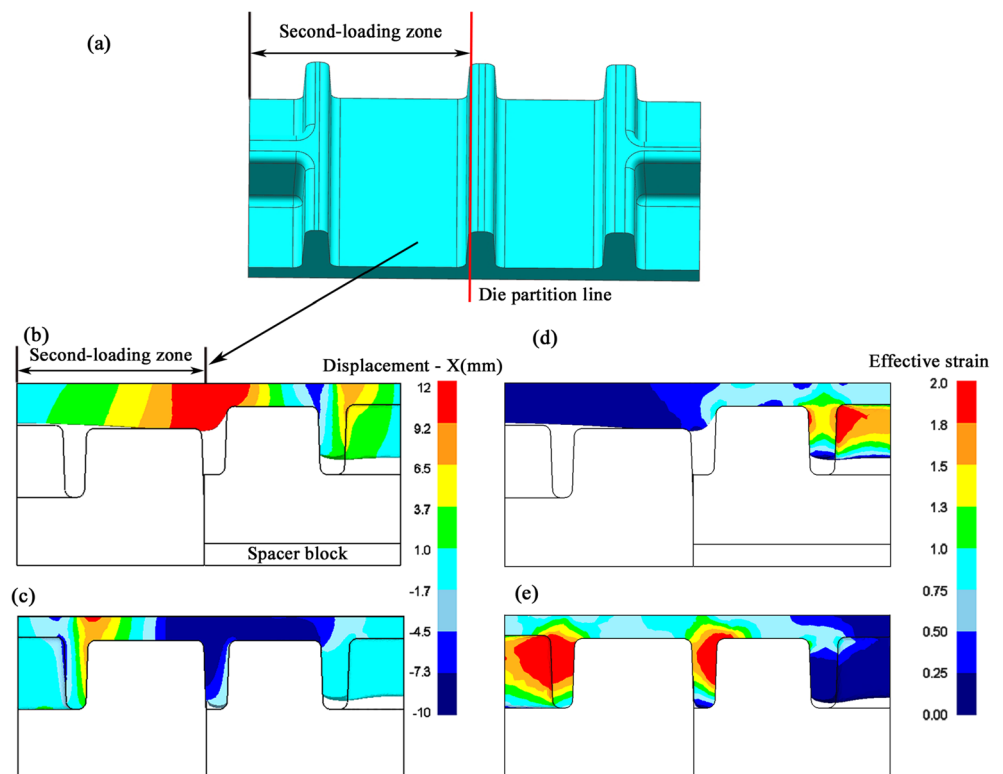 (a)
Second-loading zone
Die partition line
(b)
Second-loading zone
Displacement - X(mm)
12
9.2
6.5
3.7
1.0
-1.7
-4.5
-7.3
-10
Spacer block
(d)
Effective strain
2.0
1.8
1.5
1.3
1.0
0.75
0.50
0.25
0.00
(c)
(e)